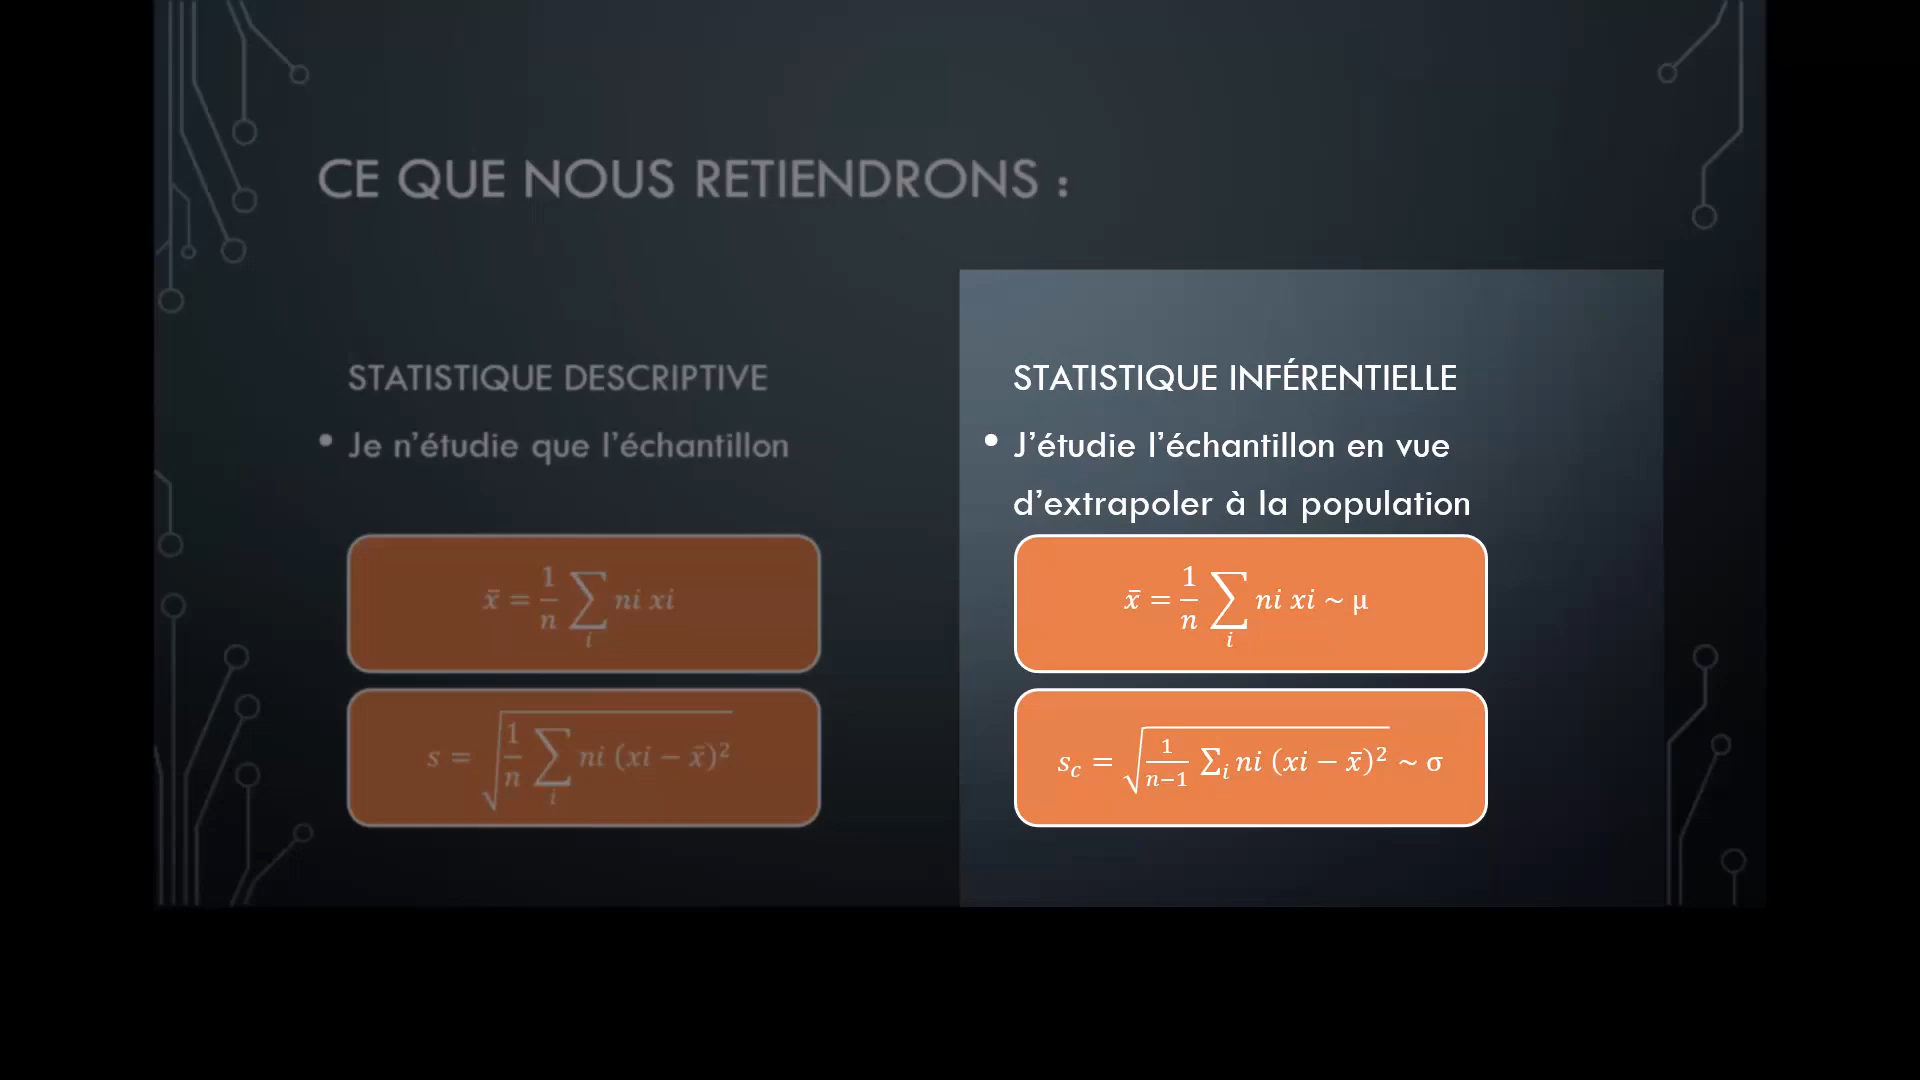 CE QUE NOUS RETIENDRONS :
STATISTIQUE DESCRIPTIVE
• Je n’étudie que l’échantillon
x̄ = 1/n ∑i ni xi
s = √(1/n ∑i ni (xi − x̄)²)
STATISTIQUE INFÉRENTIELLE
• J’étudie l’échantillon en vue
d’extrapoler à la population
x̄ = 1/n ∑i ni xi ~ μ
sc = √(1/(n−1) ∑i ni (xi − x̄)²) ~ σ